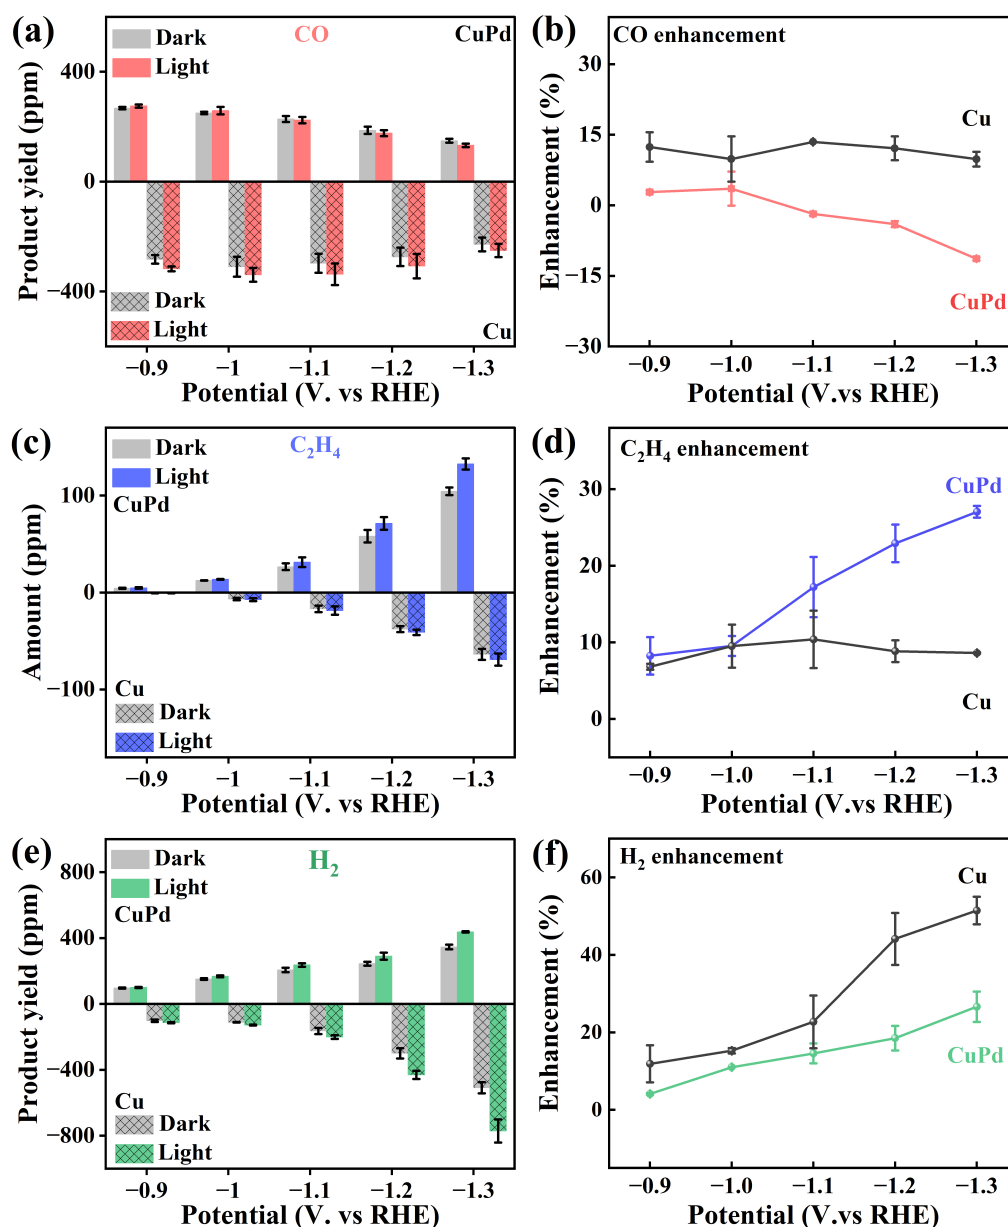 (a)
Dark
Light
CO
CuPd
Product yield (ppm)
400
0
−400
Dark
Light
Cu
−0.9 −1 −1.1 −1.2 −1.3
Potential (V. vs RHE)
(b)
CO enhancement
Enhancement (%)
30
15
0
−15
−30
Cu
CuPd
−0.9 −1.0 −1.1 −1.2 −1.3
Potential (V.vs RHE)
(c)
Dark
Light
CuPd
C₂H₄
Amount (ppm)
100
0
−100
Cu
Dark
Light
−0.9 −1 −1.1 −1.2 −1.3
Potential (V. vs RHE)
(d)
C₂H₄ enhancement
Enhancement (%)
30
20
10
0
CuPd
Cu
−0.9 −1.0 −1.1 −1.2 −1.3
Potential (V.vs RHE)
(e)
Dark
Light
CuPd
H₂
Product yield (ppm)
800
400
0
−400
−800
Cu
Dark
Light
−0.9 −1 −1.1 −1.2 −1.3
Potential (V. vs RHE)
(f)
H₂ enhancement
Enhancement (%)
60
40
20
0
Cu
CuPd
−0.9 −1.0 −1.1 −1.2 −1.3
Potential (V.vs RHE)